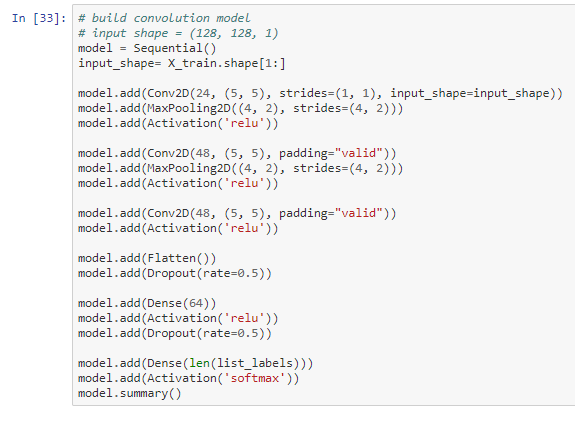 In [33]: # build convolution model
# input shape = (128, 128, 1)
model = Sequential()
input_shape= X_train.shape[1:]
model.add(Conv2D(24, (5, 5), strides=(1, 1), input_shape=input_shape))
model.add(MaxPooling2D((4, 2), strides=(4, 2)))
model.add(Activation('relu'))
model.add(Conv2D(48, (5, 5), padding="valid"))
model.add(MaxPooling2D((4, 2), strides=(4, 2)))
model.add(Activation('relu'))
model.add(Conv2D(48, (5, 5), padding="valid"))
model.add(Activation('relu'))
model.add(Flatten())
model.add(Dropout(rate=0.5))
model.add(Dense(64))
model.add(Activation('relu'))
model.add(Dropout(rate=0.5))
model.add(Dense(len(list_labels)))
model.add(Activation('softmax'))
model.summary()